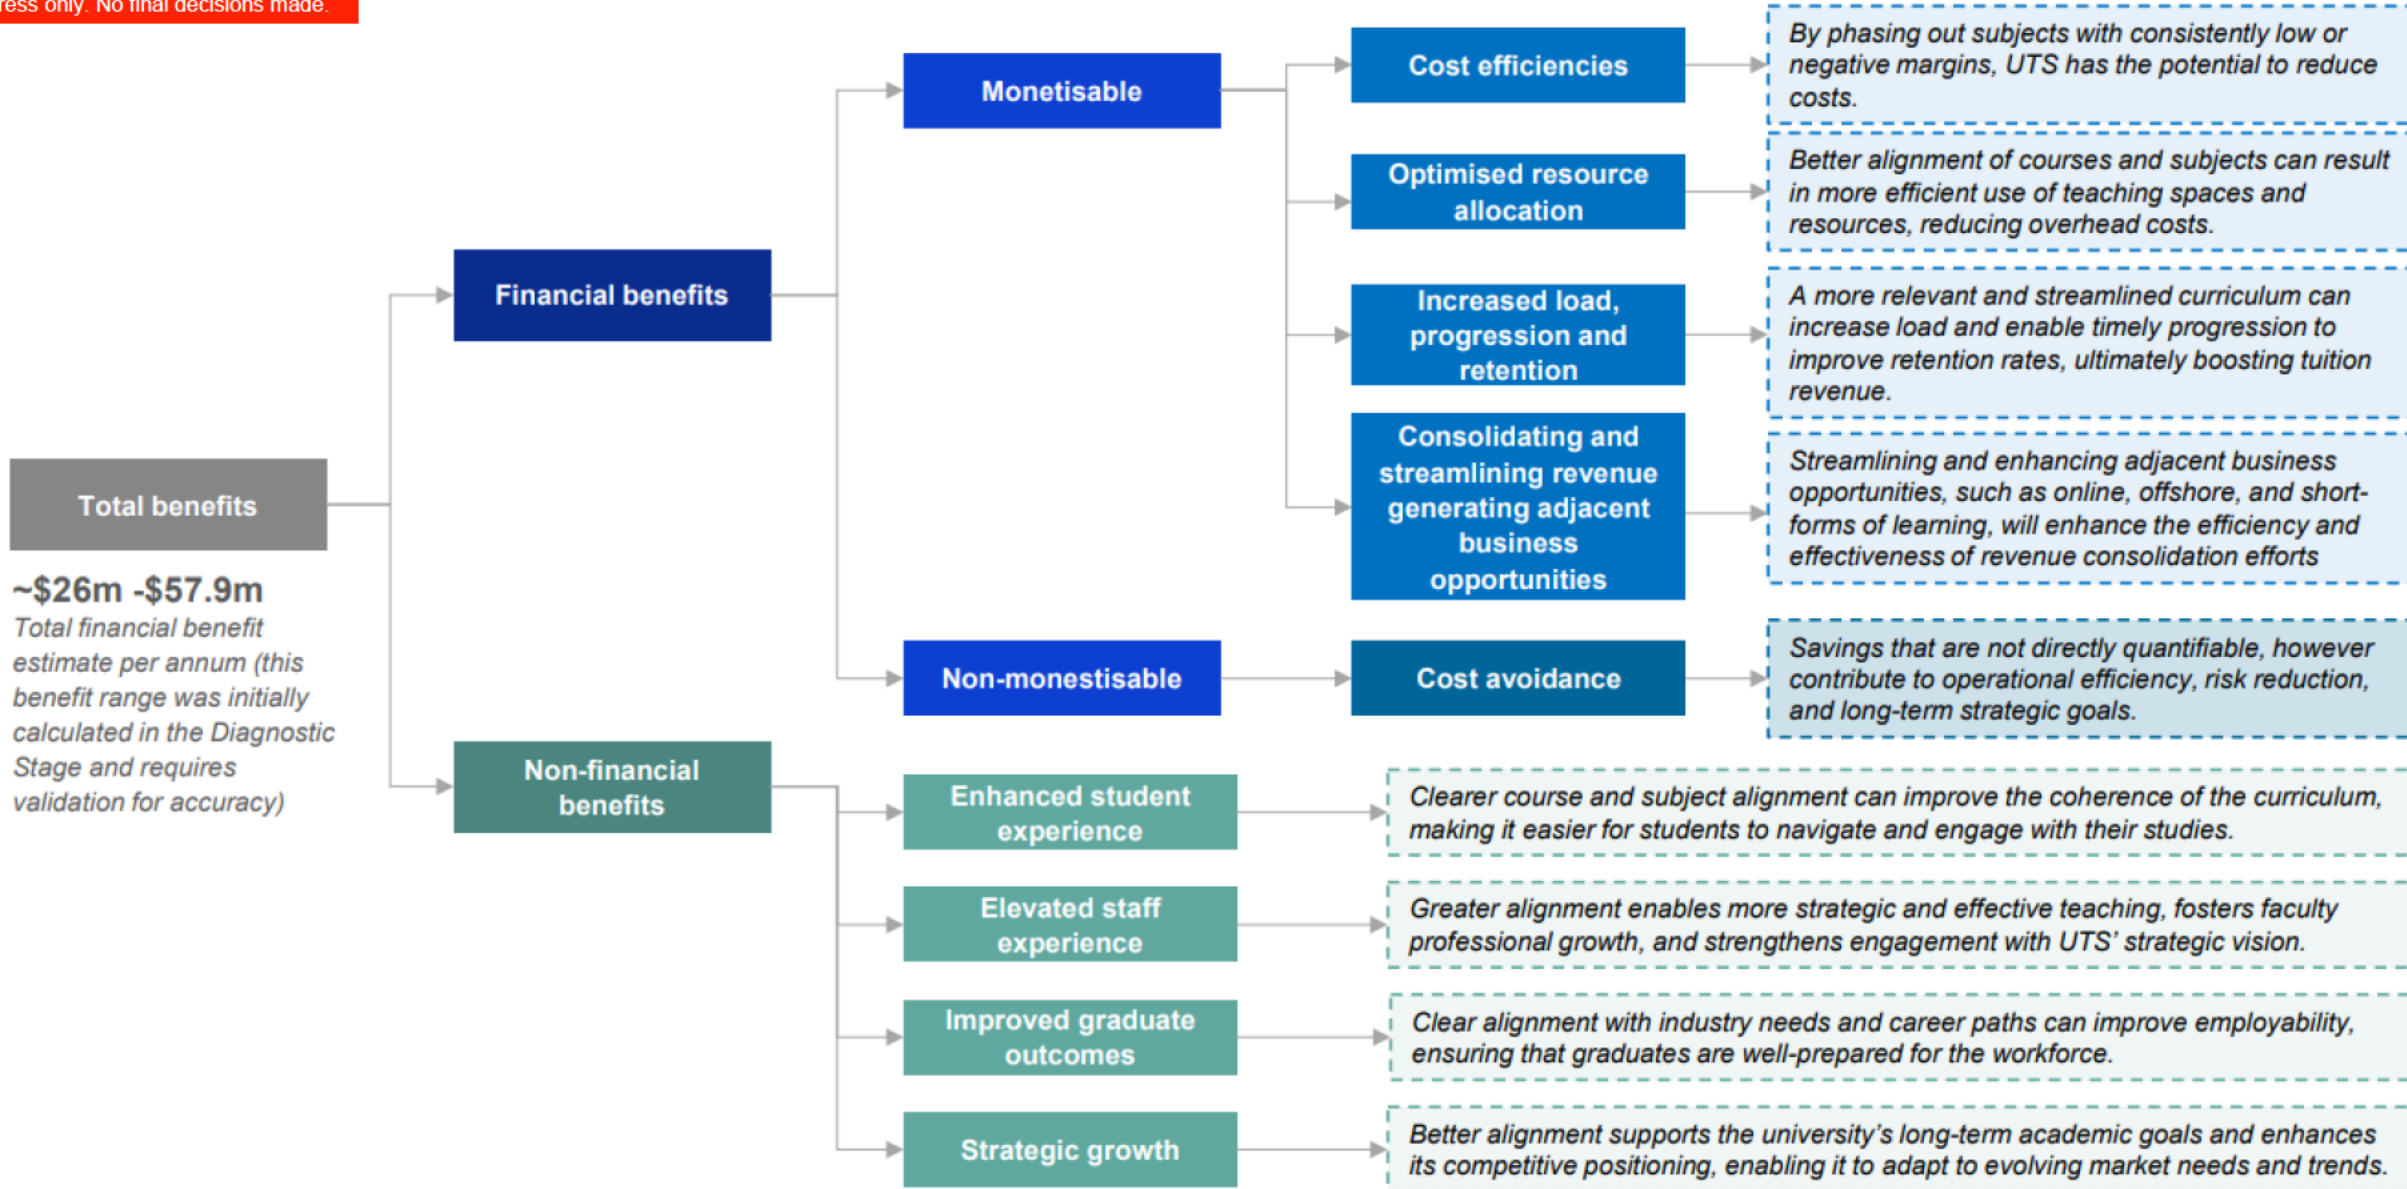 ress only. No final decisions made.
Monetisable
Cost efficiencies
By phasing out subjects with consistently low or
negative margins, UTS has the potential to reduce
costs.
Optimised resource
allocation
Better alignment of courses and subjects can result
in more efficient use of teaching spaces and
resources, reducing overhead costs.
Financial benefits
Increased load,
progression and
retention
A more relevant and streamlined curriculum can
increase load and enable timely progression to
improve retention rates, ultimately boosting tuition
revenue.
Consolidating and
streamlining revenue
generating adjacent
business
opportunities
Streamlining and enhancing adjacent business
opportunities, such as online, offshore, and short-
forms of learning, will enhance the efficiency and
effectiveness of revenue consolidation efforts
Total benefits
~$26m -$57.9m
Total financial benefit
estimate per annum (this
benefit range was initially
calculated in the Diagnostic
Stage and requires
validation for accuracy)
Non-monestisable
Cost avoidance
Savings that are not directly quantifiable, however
contribute to operational efficiency, risk reduction,
and long-term strategic goals.
Non-financial
benefits
Enhanced student
experience
Clearer course and subject alignment can improve the coherence of the curriculum,
making it easier for students to navigate and engage with their studies.
Elevated staff
experience
Greater alignment enables more strategic and effective teaching, fosters faculty
professional growth, and strengthens engagement with UTS’ strategic vision.
Improved graduate
outcomes
Clear alignment with industry needs and career paths can improve employability,
ensuring that graduates are well-prepared for the workforce.
Strategic growth
Better alignment supports the university’s long-term academic goals and enhances
its competitive positioning, enabling it to adapt to evolving market needs and trends.